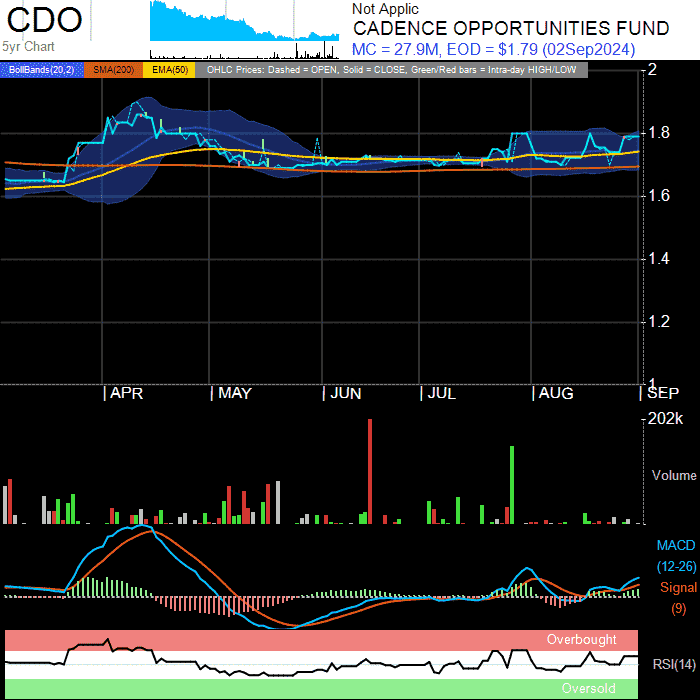 CDO
5yr Chart
Not Applic
CADENCE OPPORTUNITIES FUND
MC = 27.9M, EOD = $1.79 (02Sep2024)
BollBands(20,2) SMA(200) EMA(50) OHLC Prices: Dashed = OPEN, Solid = CLOSE, Green/Red bars = Intra-day HIGH/LOW
2
1.8
1.6
1.4
1.2
1
APR MAY JUN JUL AUG SEP
202k
Volume
MACD
(12-26)
Signal
(9)
Overbought
RSI(14)
Oversold